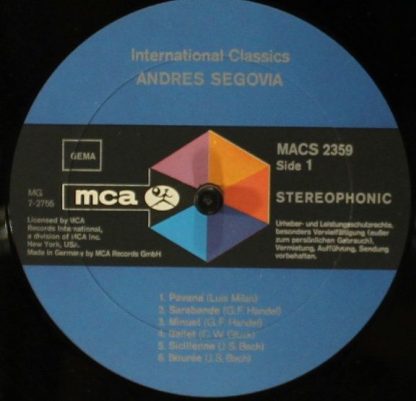 International Classics
ANDRES SEGOVIA
GEMA
MACS 2359
Side 1
MG
7-2755
mca
STEREOPHONIC
Licensed by MCA
Records International,
a division of MCA Inc.
New York, USA.
Made in Germany by MCA Records GmbH
Urheber- und Leistungsschutzrechte,
besonders Vervielfältigung (außer
zum persönlichen Gebrauch),
Vermietung, Aufführung, Sendung
vorbehalten.
1. Pavana (Luis Milan)
2. Sarabande (G.F. Händel)
3. Minuet (G.F. Händel)
4. Ballet (C.W. Gluck)
5. Sicilienne (J.S. Bach)
6. Bourée (J.S. Bach)